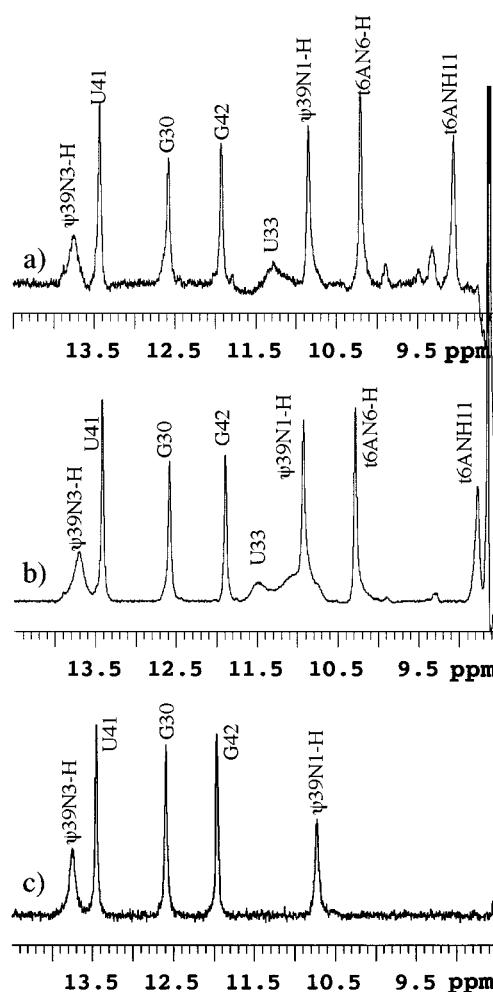 ψ39N3-H
U41
G30
G42
U33
ψ39N1-H
t6AN6-H
t6ANH11
a)
13.5 12.5 11.5 10.5 9.5 ppm
ψ39N3-H
U41
G30
G42
U33
ψ39N1-H
t6AN6-H
t6ANH11
b)
13.5 12.5 11.5 10.5 9.5 ppm
ψ39N3-H
U41
G30
G42
ψ39N1-H
c)
13.5 12.5 11.5 10.5 9.5 ppm